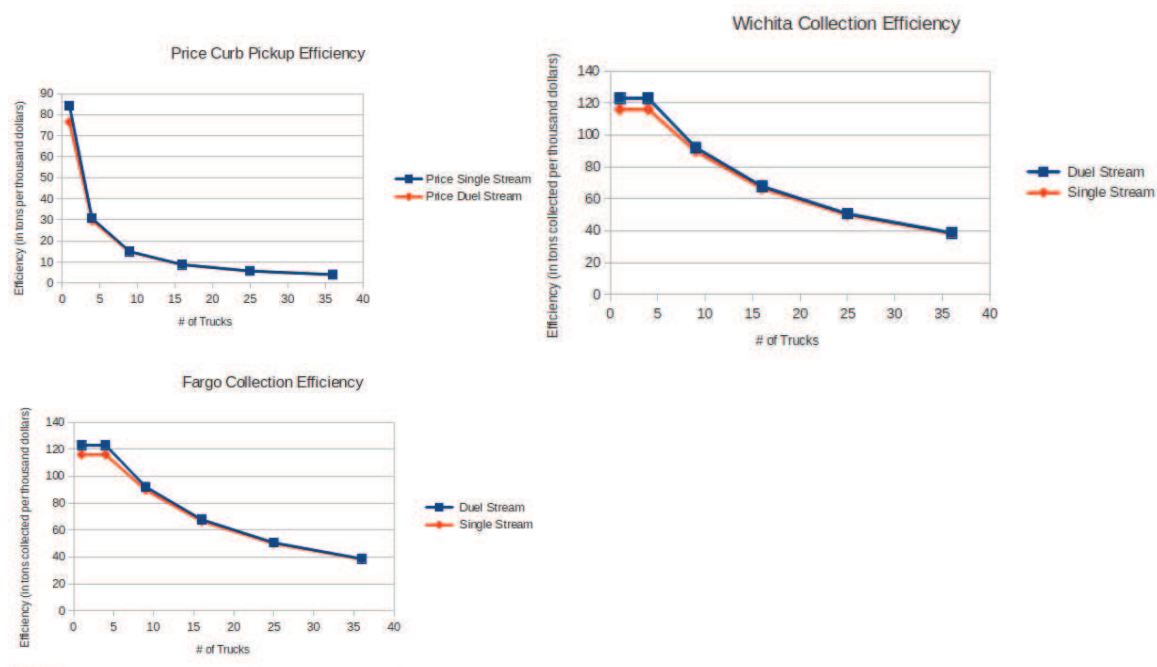 Price Curb Pickup Efficiency
Efficiency (in tons per thousand dollars)
90
80
70
60
50
40
30
20
10
0
0 5 10 15 20 25 30 35 40
# of Trucks
Price Single Stream
Price Duel Stream
Wichita Collection Efficiency
Efficiency (in tons collected per thousand dollars)
140
120
100
80
60
40
20
0
0 5 10 15 20 25 30 35 40
# of Trucks
Duel Stream
Single Stream
Fargo Collection Efficiency
Efficiency (in tons collected per thousand dollars)
140
120
100
80
60
40
20
0
0 5 10 15 20 25 30 35 40
# of Trucks
Duel Stream
Single Stream